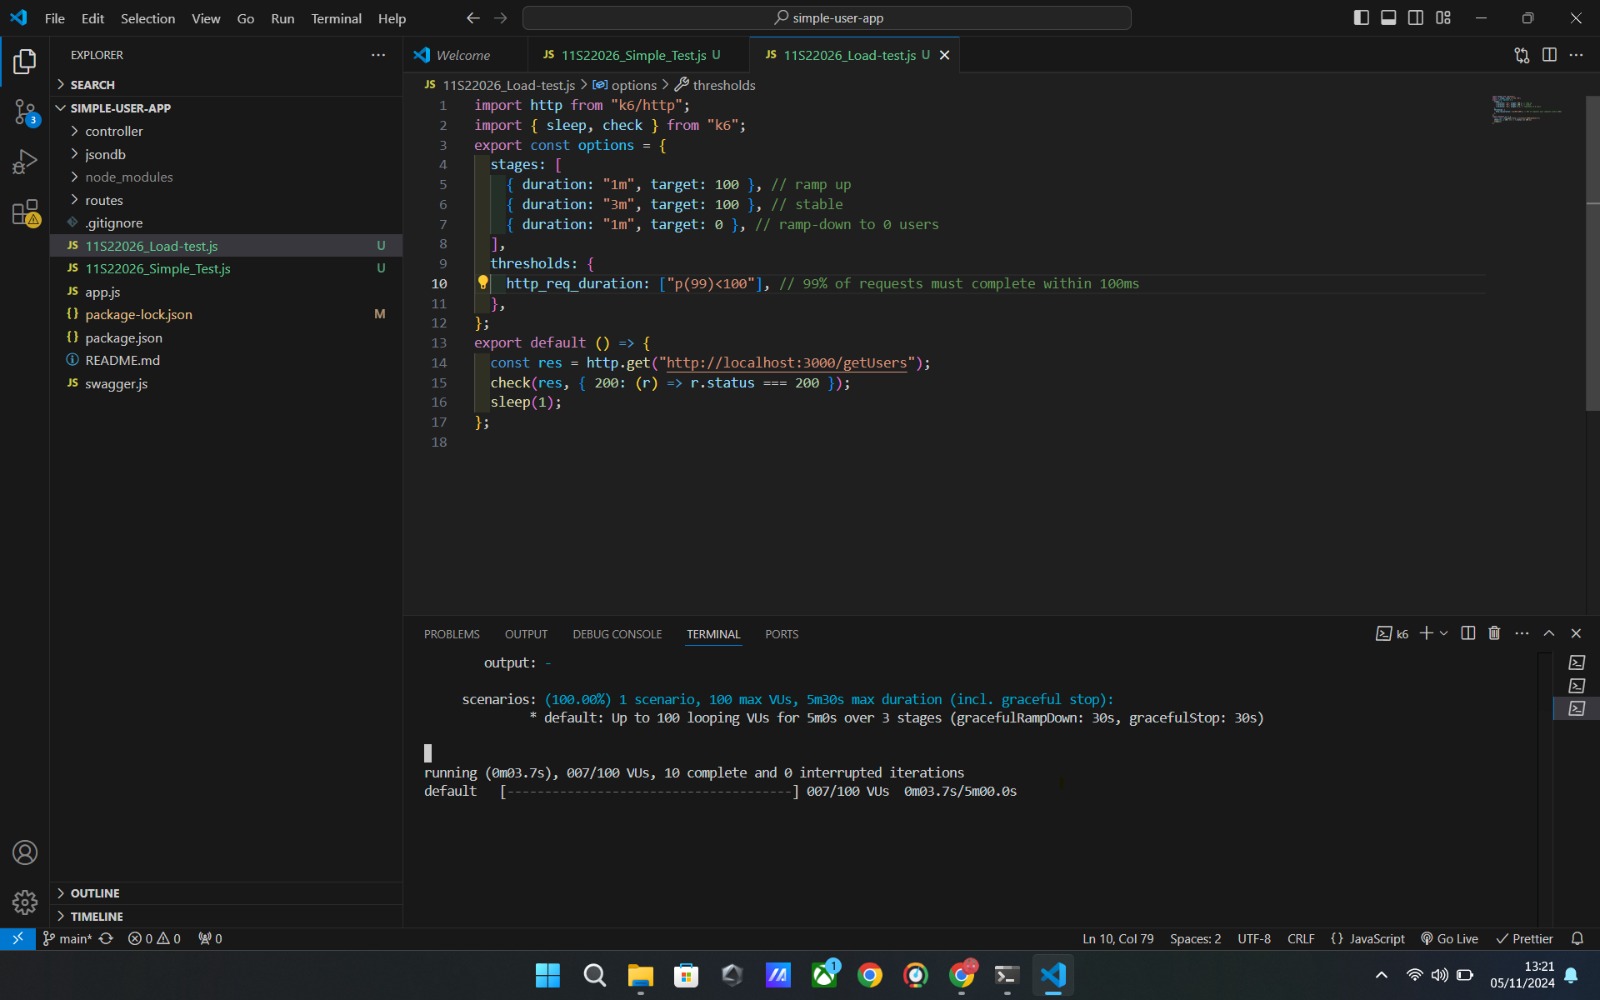 File Edit Selection View Go Run Terminal Help
simple-user-app
EXPLORER
SEARCH
SIMPLE-USER-APP
controller
jsondb
node_modules
routes
.gitignore
JS 11S22026_Load-test.js U
JS 11S22026_Simple_Test.js U
JS app.js
{} package-lock.json M
{} package.json
README.md
JS swagger.js
OUTLINE
TIMELINE
3
Welcome JS 11S22026_Simple_Test.js U JS 11S22026_Load-test.js U
JS 11S22026_Load-test.js > options > thresholds
1 import http from "k6/http";
2 import { sleep, check } from "k6";
3 export const options = {
4 stages: [
5 { duration: "1m", target: 100 }, // ramp up
6 { duration: "3m", target: 100 }, // stable
7 { duration: "1m", target: 0 }, // ramp-down to 0 users
8 ],
9 thresholds: {
10 http_req_duration: ["p(99)<100"], // 99% of requests must complete within 100ms
11 },
12 };
13 export default () => {
14 const res = http.get("http://localhost:3000/getUsers");
15 check(res, { 200: (r) => r.status === 200 });
16 sleep(1);
17 };
18
PROBLEMS OUTPUT DEBUG CONSOLE TERMINAL PORTS
k6
output: -
scenarios: (100.00%) 1 scenario, 100 max VUs, 5m30s max duration (incl. graceful stop):
* default: Up to 100 looping VUs for 5m0s over 3 stages (gracefulRampDown: 30s, gracefulStop: 30s)
running (0m03.7s), 007/100 VUs, 10 complete and 0 interrupted iterations
default [--------------------------------------] 007/100 VUs 0m03.7s/5m00.0s
main* 0 0 0
Ln 10, Col 79 Spaces: 2 UTF-8 CRLF {} JavaScript Go Live Prettier
1
13:21
05/11/2024